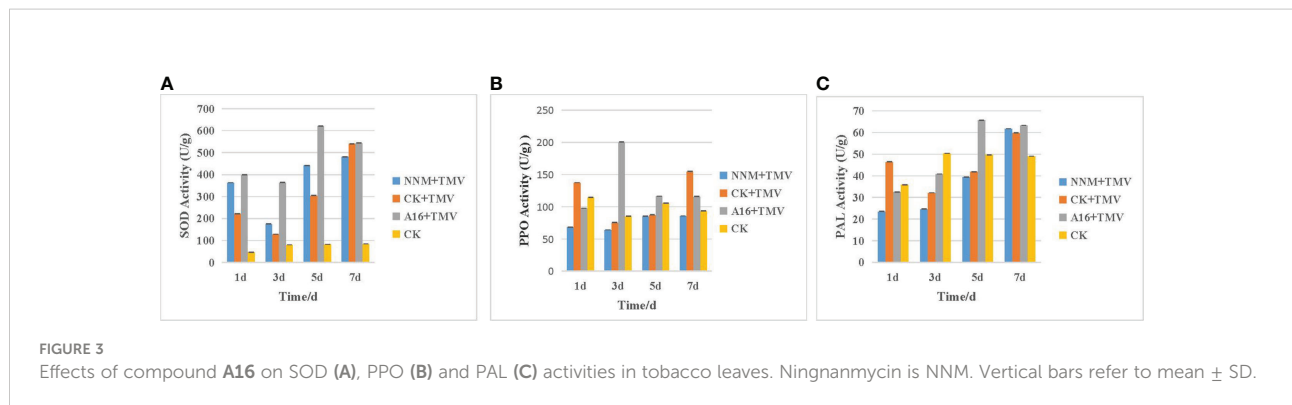 A
SOD Activity (U/g)
700
600
500
400
300
200
100
0
1d 3d 5d 7d
Time/d
NNM+TMV
CK+TMV
A16+TMV
CK
B
PPO Activity (U/g))
250
200
150
100
50
0
1d 3d 5d 7d
Time/d
NNM+TMV
CK+TMV
A16+TMV
CK
C
PAL Activity (U/g)
70
60
50
40
30
20
10
0
1d 3d 5d 7d
Time/d
NNM+TMV
CK+TMV
A16+TMV
CK
FIGURE 3
Effects of compound A16 on SOD (A), PPO (B) and PAL (C) activities in tobacco leaves. Ningnanmycin is NNM. Vertical bars refer to mean ± SD.